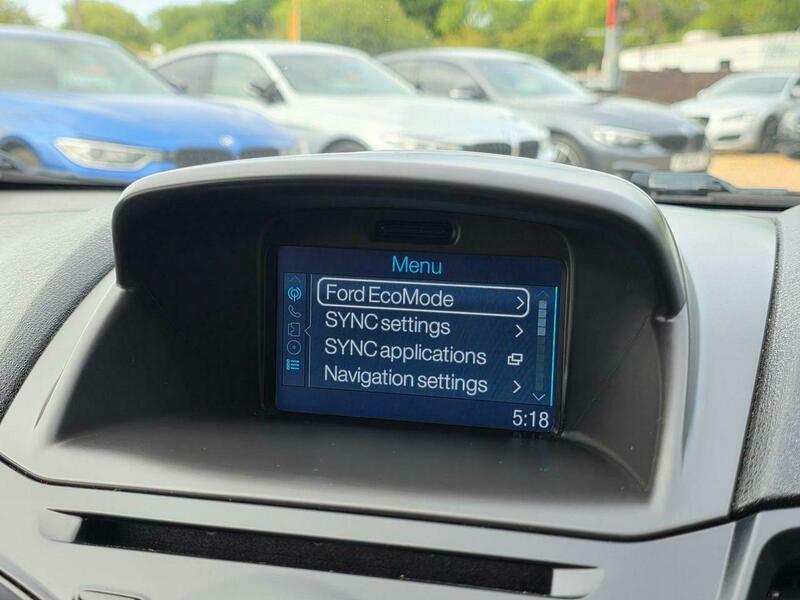 Menu
Ford EcoMode
SYNC settings
SYNC applications
Navigation settings
5:18